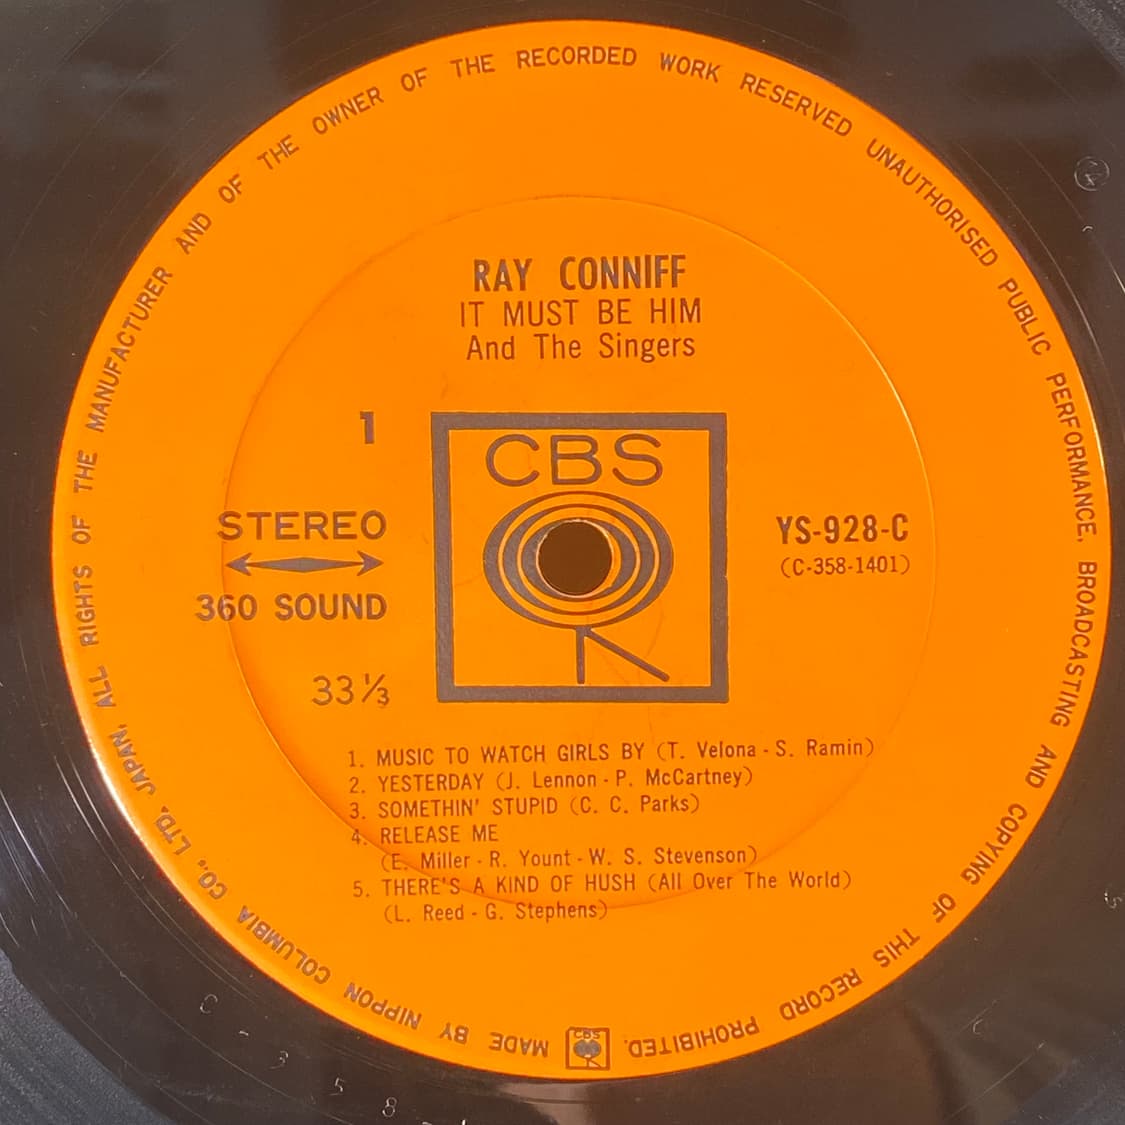 ALL RIGHTS OF THE MANUFACTURER AND OF THE OWNER OF THE RECORDED WORK RESERVED UNAUTHORISED PUBLIC PERFORMANCE. BROADCASTING AND COPYING OF THIS RECORD PROHIBITED.
RAY CONNIFF
IT MUST BE HIM
And The Singers
1
CBS
STEREO
360 SOUND
33⅓
YS-928-C
(C-358-1401)
1. MUSIC TO WATCH GIRLS BY (T. Velona - S. Ramin)
2. YESTERDAY (J. Lennon - P. McCartney)
3. SOMETHIN' STUPID (C. C. Parks)
4. RELEASE ME
(E. Miller - R. Yount - W. S. Stevenson)
5. THERE'S A KIND OF HUSH (All Over The World)
(L. Reed - G. Stephens)
CBS
MADE BY NIPPON COLUMBIA CO., LTD. JAPAN,
C-358